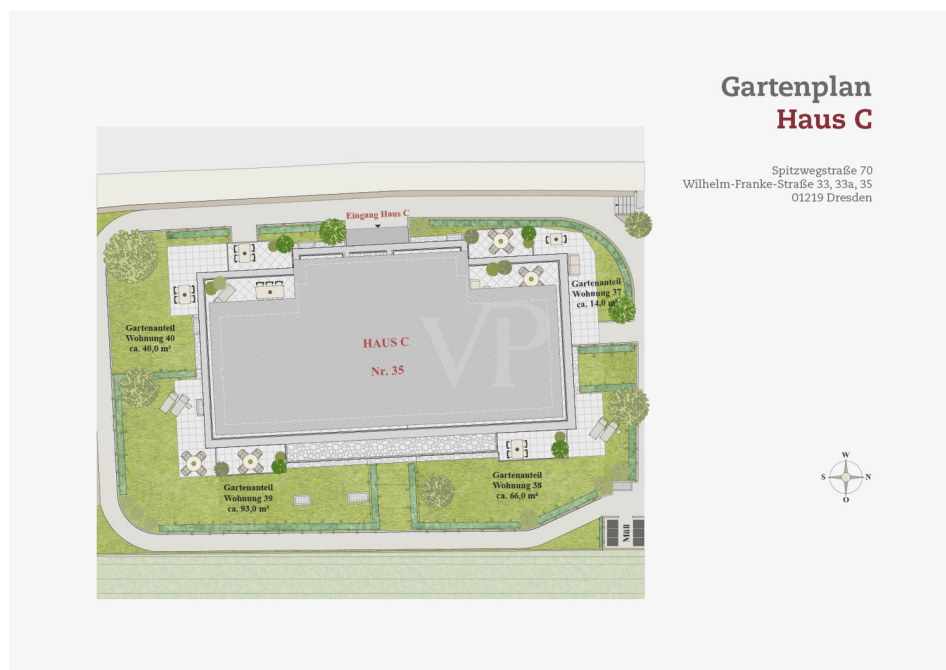 Gartenplan
Haus C
Spitzwegstraße 70
Wilhelm-Franke-Straße 33, 33a, 35
01219 Dresden
Eingang Haus C
Gartenanteil
Wohnung 37
ca. 14,0 m²
Gartenanteil
Wohnung 40
ca. 40,0 m²
HAUS C
Nr. 35
VP
Gartenanteil
Wohnung 38
ca. 66,0 m²
Gartenanteil
Wohnung 39
ca. 93,0 m²
Müll
W
S
N
O